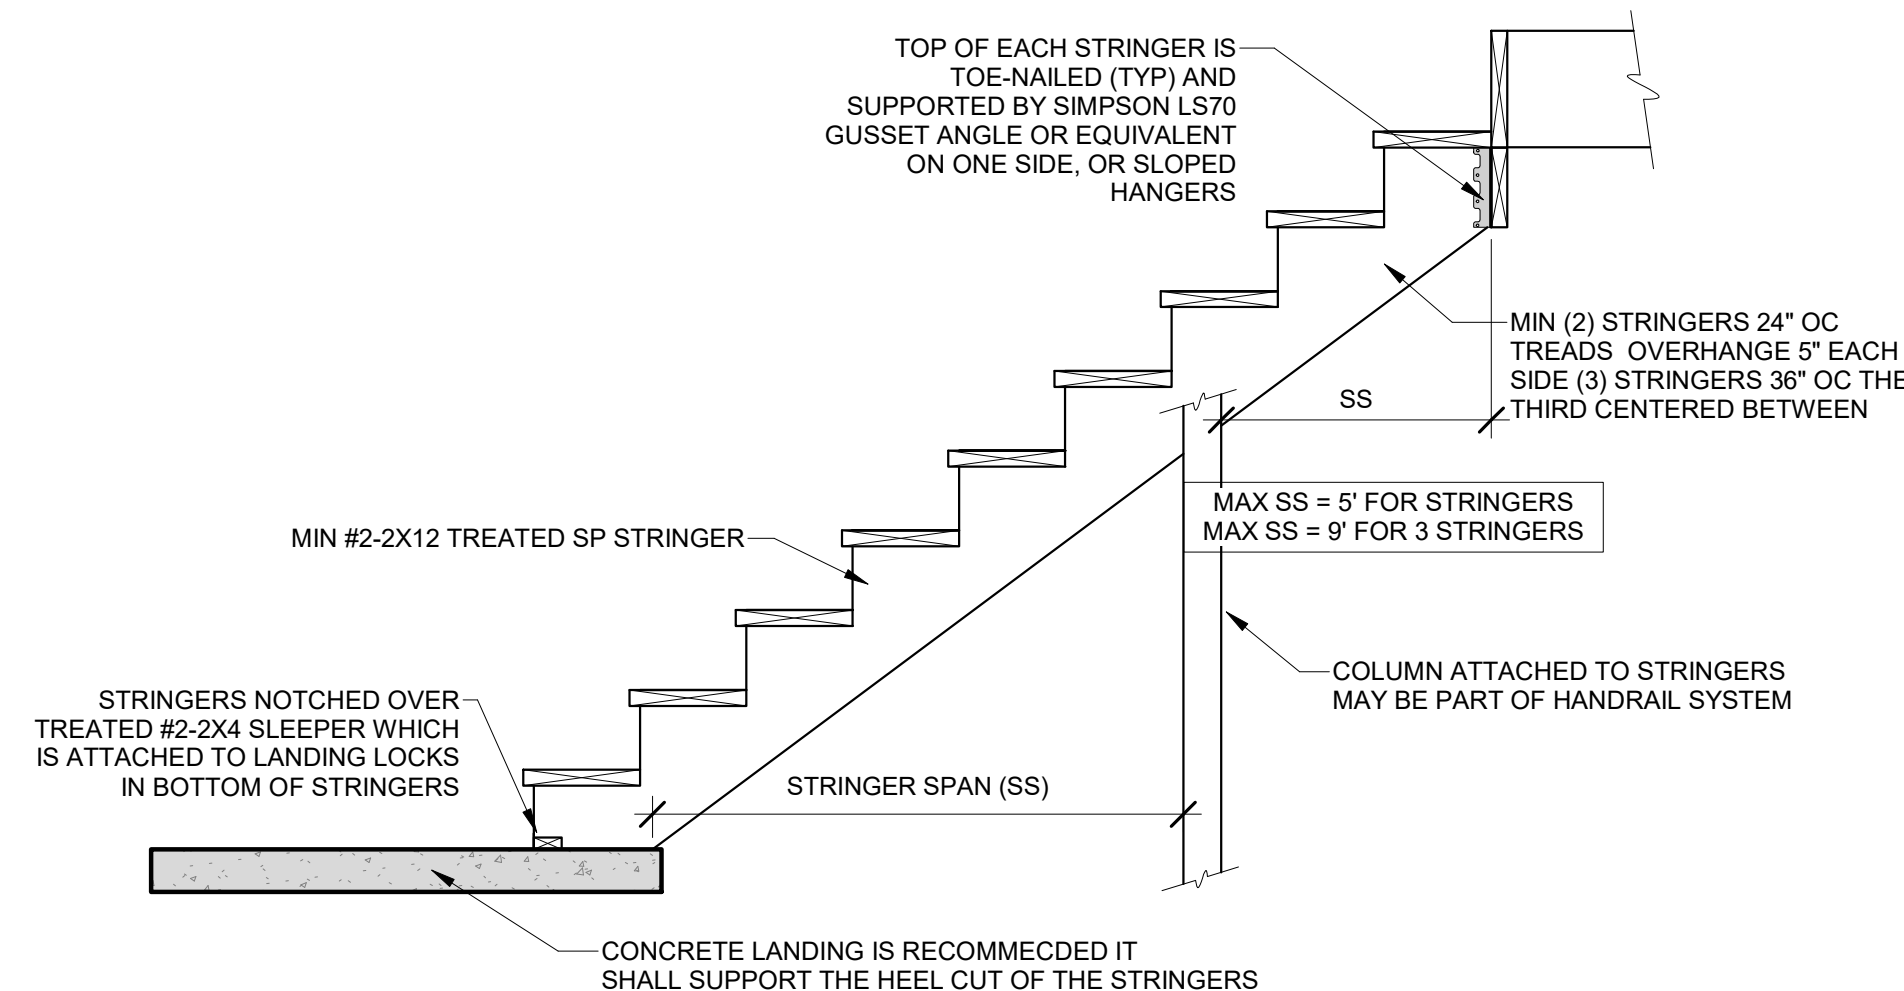 TOP OF EACH STRINGER IS
TOE-NAILED (TYP) AND
SUPPORTED BY SIMPSON LS70
GUSSET ANGLE OR EQUIVALENT
ON ONE SIDE, OR SLOPED
HANGERS
MIN (2) STRINGERS 24" OC
TREADS OVERHANGE 5" EACH
SIDE (3) STRINGERS 36" OC THE
THIRD CENTERED BETWEEN
SS
MAX SS = 5' FOR STRINGERS
MAX SS = 9' FOR 3 STRINGERS
MIN #2-2X12 TREATED SP STRINGER
COLUMN ATTACHED TO STRINGERS
MAY BE PART OF HANDRAIL SYSTEM
STRINGERS NOTCHED OVER
TREATED #2-2X4 SLEEPER WHICH
IS ATTACHED TO LANDING LOCKS
IN BOTTOM OF STRINGERS
STRINGER SPAN (SS)
CONCRETE LANDING IS RECOMMECDED IT
SHALL SUPPORT THE HEEL CUT OF THE STRINGERS